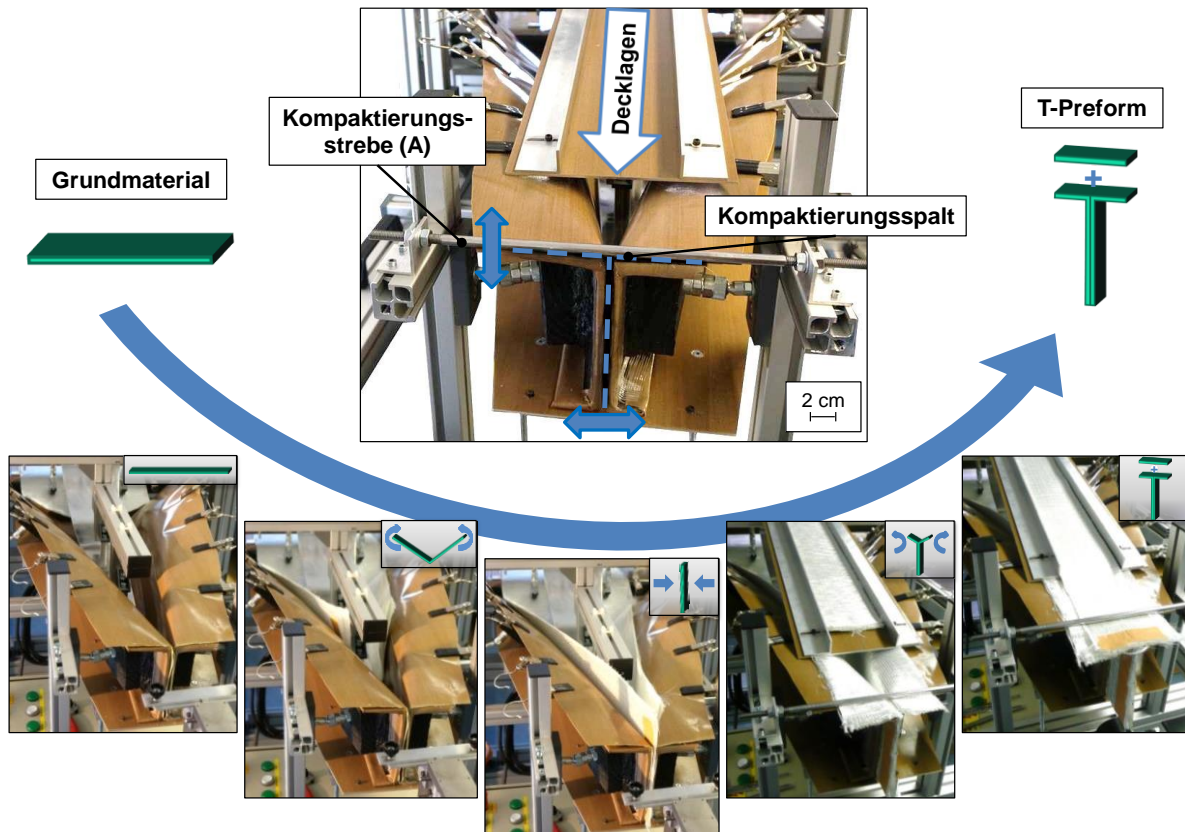 Grundmaterial
Kompaktierungs-
strebe (A)
Decklagen
Kompaktierungsspalt
2 cm
T-Preform